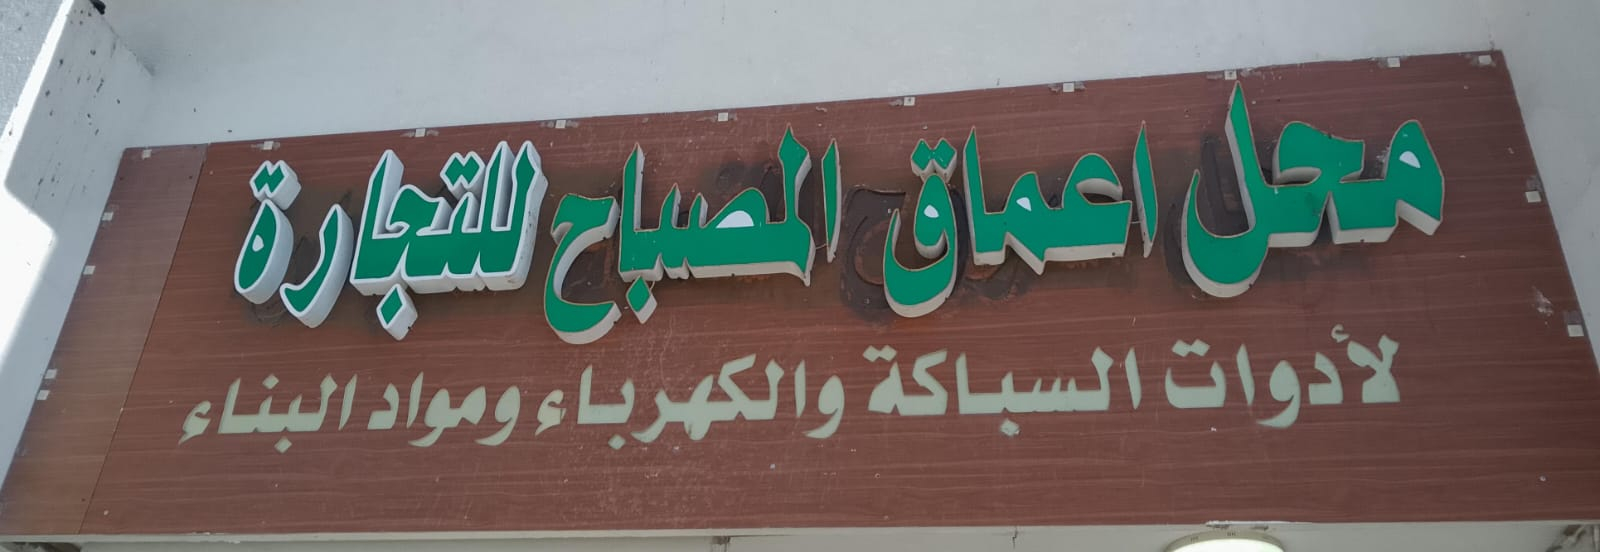 محل اعماق المصباح للتجارة
لأدوات السباكة والكهرباء ومواد البناء